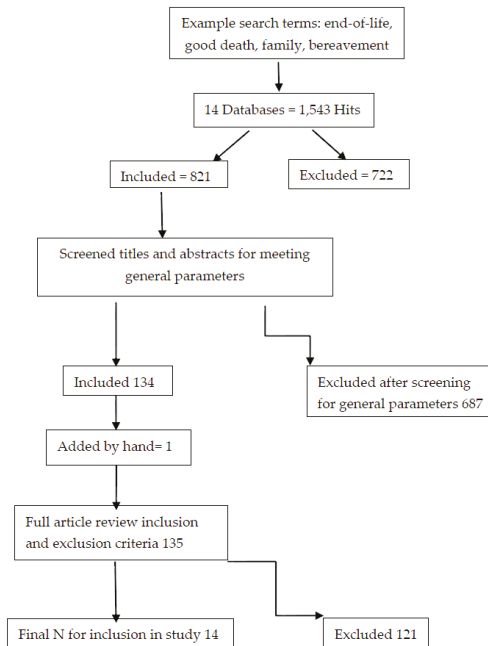 Example search terms: end-of-life,
good death, family, bereavement
14 Databases = 1,543 Hits
Included = 821
Excluded = 722
Screened titles and abstracts for meeting
general parameters
Included 134
Excluded after screening
for general parameters 687
Added by hand= 1
Full article review inclusion
and exclusion criteria 135
Final N for inclusion in study 14
Excluded 121